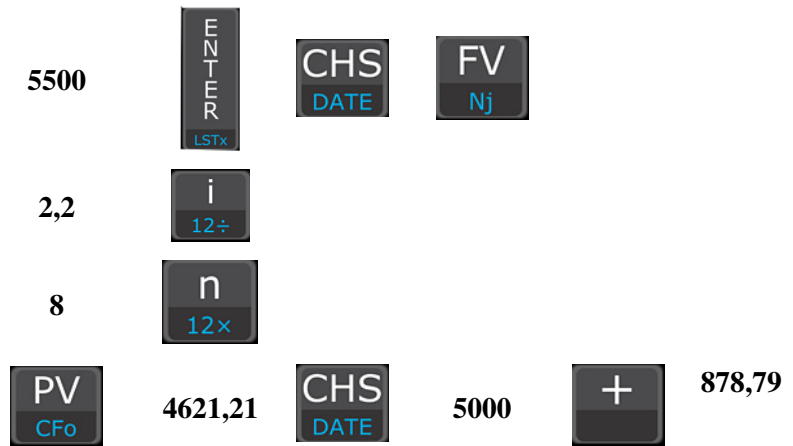 5500 ENTER LSTx CHS DATE FV Nj
2,2 i 12÷
8 n 12×
PV CFo 4621,21 CHS DATE 5000 + 878,79